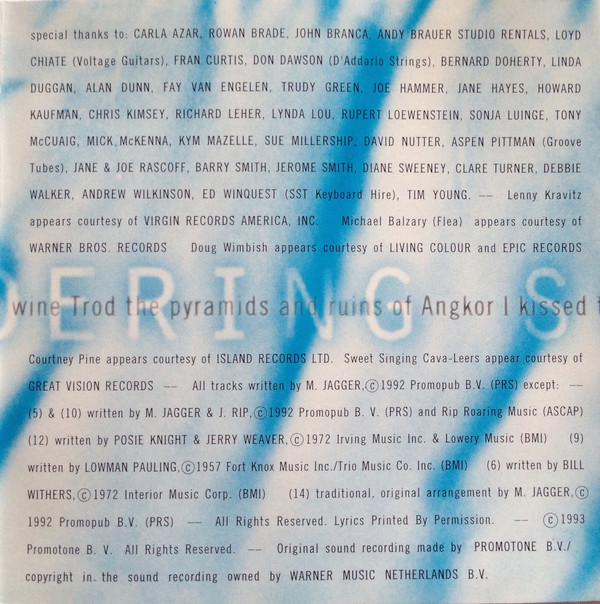 special thanks to: CARLA AZAR, ROWAN BRADE, JOHN BRANCA, ANDY BRAUER STUDIO RENTALS, LOYD
CHIATE (Voltage Guitars), FRAN CURTIS, DON DAWSON (D'Addario Strings), BERNARD DOHERTY, LINDA
DUGGAN, ALAN DUNN, FAY VAN ENGELEN, TRUDY GREEN, JOE HAMMER, JANE HAYES, HOWARD
KAUFMAN, CHRIS KIMSEY, RICHARD LEHER, LYNDA LOU, RUPERT LOEWENSTEIN, SONJA LUINGE, TONY
McCUAIG, MICK McKENNA, KYM MAZELLE, SUE MILLERSHIP, DAVID NUTTER, ASPEN PITTMAN (Groove
Tubes), JANE & JOE RASCOFF, BARRY SMITH, JEROME SMITH, DIANE SWEENEY, CLARE TURNER, DEBBIE
WALKER, ANDREW WILKINSON, ED WINQUEST (SST Keyboard Hire), TIM YOUNG. — Lenny Kravitz
appears courtesy of VIRGIN RECORDS AMERICA, INC. Michael Balzary (Flea) appears courtesy of
WARNER BROS. RECORDS Doug Wimbish appears courtesy of LIVING COLOUR and EPIC RECORDS
DERING S
wine Trod the pyramids and ruins of Angkor I kissed t
Courtney Pine appears courtesy of ISLAND RECORDS LTD. Sweet Singing Cava-Leers appear courtesy of
GREAT VISION RECORDS — All tracks written by M. JAGGER,Ⓒ1992 Promopub B.V. (PRS) except: —
(5) & (10) written by M. JAGGER & J. RIP,Ⓒ1992 Promopub B. V. (PRS) and Rip Roaring Music (ASCAP)
(12) written by POSIE KNIGHT & JERRY WEAVER,Ⓒ1972 Irving Music Inc. & Lowery Music (BMI) (9)
written by LOWMAN PAULING,Ⓒ1957 Fort Knox Music Inc./Trio Music Co. Inc. (BMI) (6) written by BILL
WITHERS,Ⓒ1972 Interior Music Corp. (BMI) (14) traditional, original arrangement by M. JAGGER,Ⓒ
1992 Promopub B.V. (PRS) — All Rights Reserved. Lyrics Printed By Permission. — Ⓒ1993
Promotone B. V. All Rights Reserved. — Original sound recording made by PROMOTONE B.V./
copyright in the sound recording owned by WARNER MUSIC NETHERLANDS B.V.